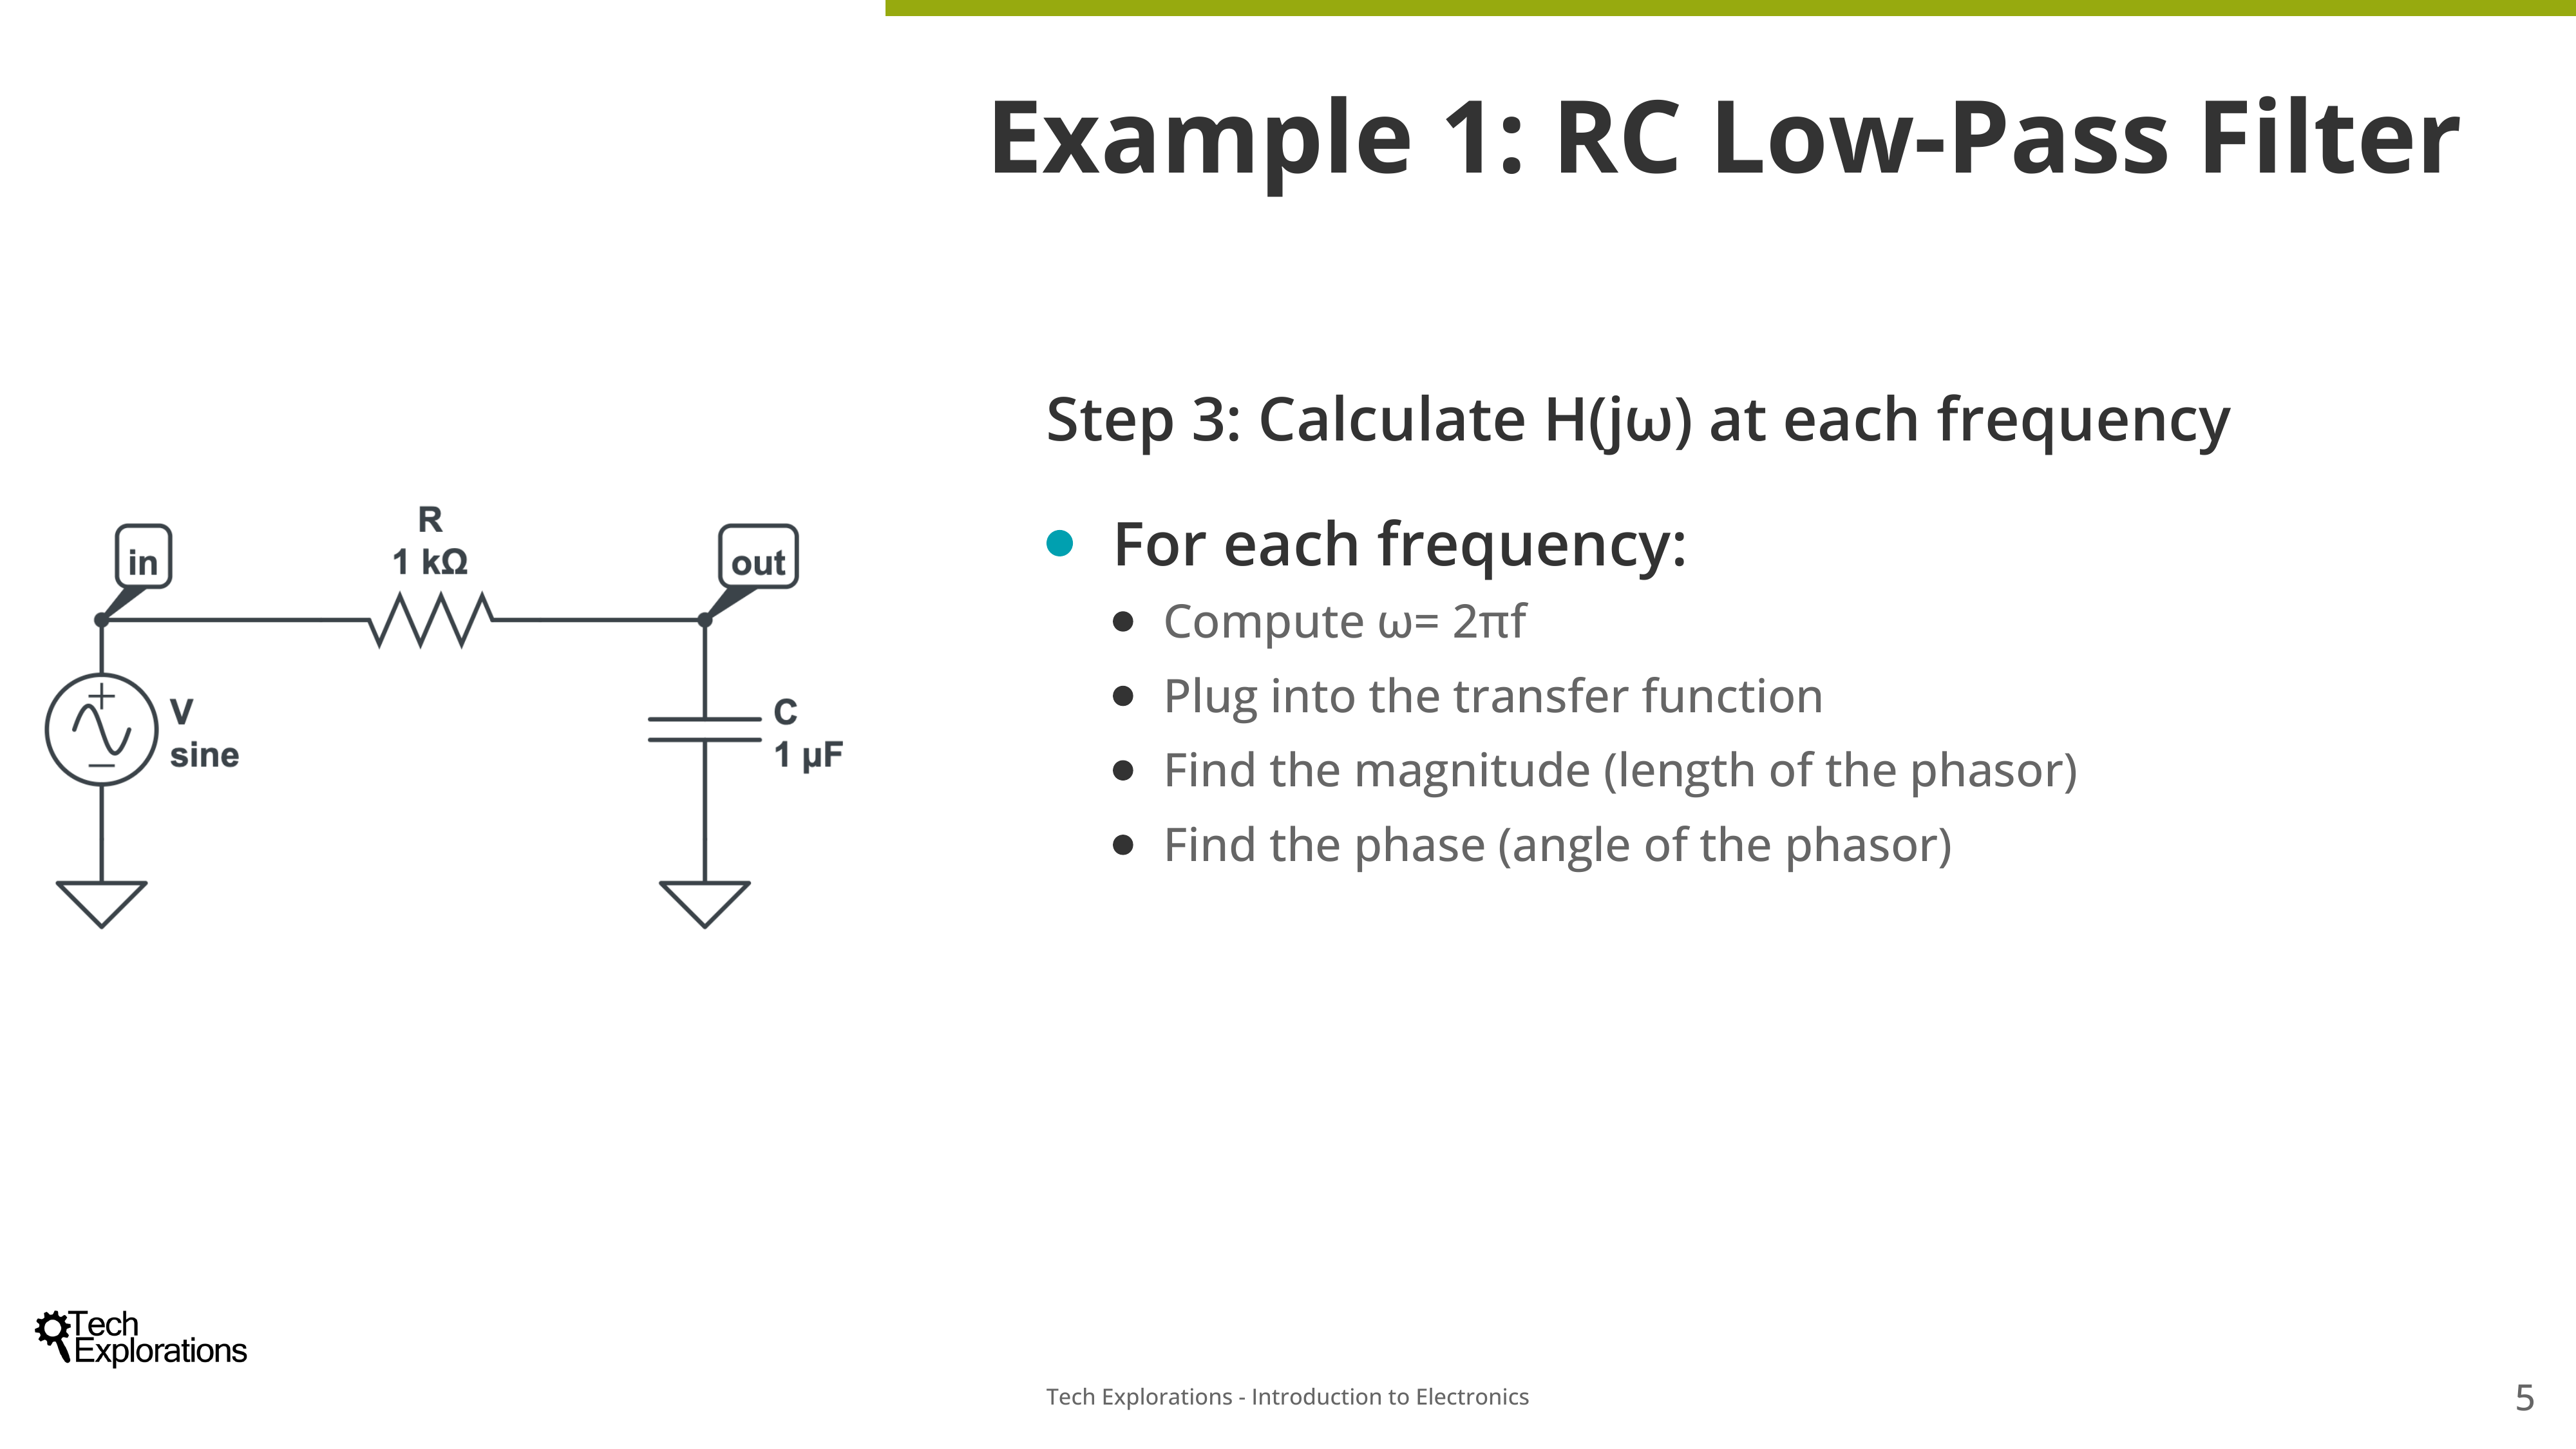 Example 1: RC Low-Pass Filter
Step 3: Calculate H(jω) at each frequency
For each frequency:
Compute ω= 2πf
Plug into the transfer function
Find the magnitude (length of the phasor)
Find the phase (angle of the phasor)
in
R
1 kΩ
out
V
sine
C
1 µF
Tech
Explorations
Tech Explorations - Introduction to Electronics
5